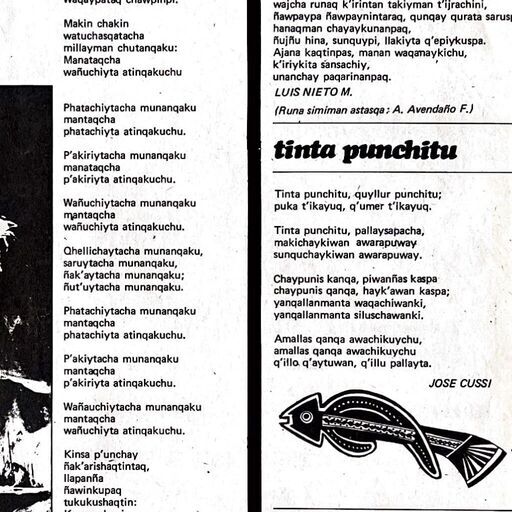 Makin chakin
watuchasqatacha
millayman chutanqaku:
Manataqcha
wañuchiyta atinqakuchu.
Phatachiytacha munanqaku
mantaqcha
phatachiyta atinqakuchu.
P'akiriytacha munanqaku
manataqcha
p'akiriyta atinqakuchu.
Wañuchiytacha munanqaku
mantaqcha
wañuchiyta atinqakuchu.
Qhellichaytacha munanqaku,
saruytacha munanqaku,
ñak'aytacha munanqaku;
ñut'uytacha munanqaku.
Phatachiytacha munanqaku
mantaqcha
phatachiyta atinqakuchu.
P'akiytacha munanqaku
mantaqcha
p'akiriyta atinqakuchu.
Wañauchiytacha munanqaku
mantaqcha
wañuchiyta atinqakuchu.
Kinsa p'unchay
ñak'arishaqtintaq,
llapanña
ñawinkupaq
tukukushaqtin:
wajcha runaq k'irintan takiyman t'ijrachini,
ñawpaypa ñawpaynintaraq, qunqay qurata sarusp
hanaqman chayaykunanpaq,
ñujñu hina, sunquypi, llakiyta q'epiykuspa.
Ajana kaqtinpas, manan waqamaykichu,
k'iriykita sansachiy,
unanchay paqarinanpaq.
LUIS NIETO M.
(Runa simiman astasqa: A. Avendaño F.)
tinta punchitu
Tinta punchitu, quyllur punchitu;
puka t'ikayuq, q'umer t'ikayuq.
Tinta punchitu, pallaysapacha,
makichaykiwan awarapuway
sunquchaykiwan awarapuway.
Chaypunis kanqa, piwanñas kaspa
chaypunis qanqa, hayk'awan kaspa;
yanqallanmanta waqachiwanki,
yanqallanmanta siluschawanki.
Amallas qanqa awachikuychu,
amallas qanqa awachikuychu
q'illo q'aytuwan, q'illu pallayta.
JOSE CUSSI